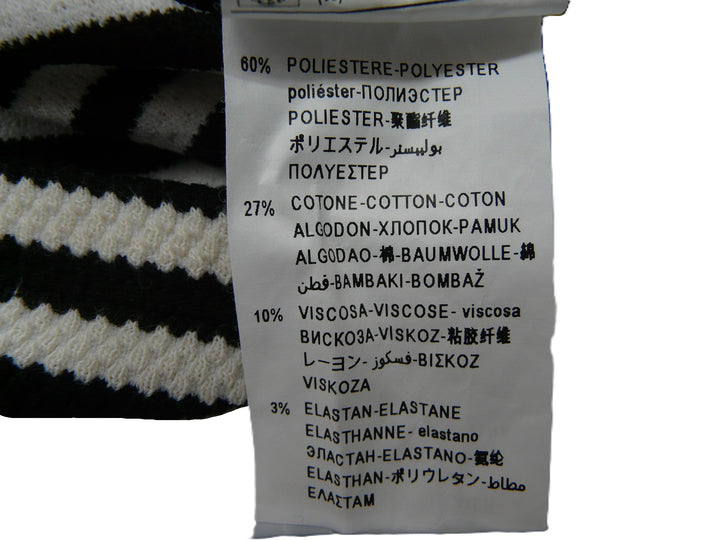 60% POLIESTERE-POLYESTER
poliéster-ПОЛИЭСТЕР
POLIESTER-聚酯纤维
ポリエステル-بوليستر
ΠΟΛΥΕΣΤΕΡ
27% COTONE-COTTON-COTON
ALGODON-ХЛОПОК-PAMUK
ALGODAO-棉-BAUMWOLLE-綿
قطن-BAMBAKI-BOMBAŽ
10% VISCOSA-VISCOSE- viscosa
ВИСКОЗА-VİSKOZ-粘胶纤维
レーヨン-فسكوز-ΒΙΣΚΟΖ
VISKOZA
3% ELASTAN-ELASTANE
ELASTHANNE- elastano
ЭЛАСТАН-ELASTANO-氨纶
ELASTHAN-ポリウレタン-مطاط
ΕΛΑΣΤΑΜ